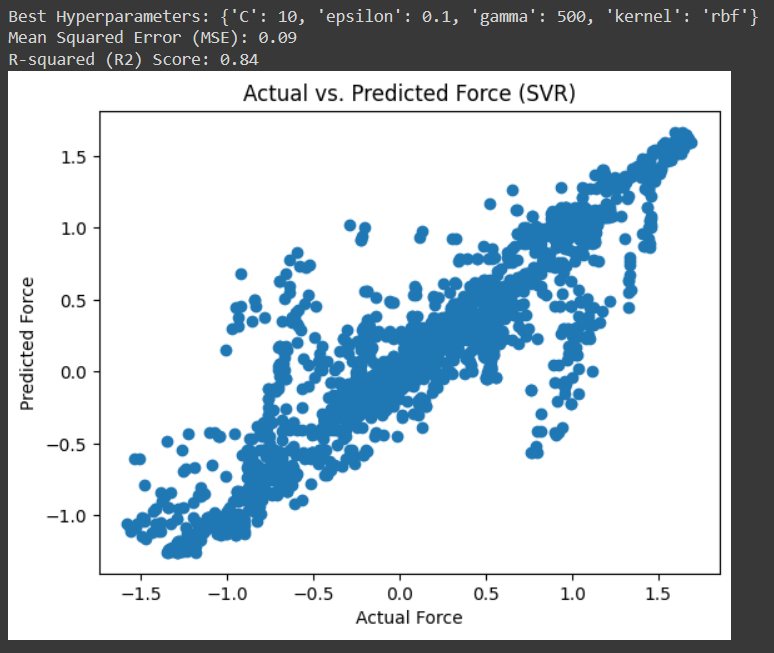 Best Hyperparameters: {'C': 10, 'epsilon': 0.1, 'gamma': 500, 'kernel': 'rbf'}
Mean Squared Error (MSE): 0.09
R-squared (R2) Score: 0.84
Actual vs. Predicted Force (SVR)
Predicted Force
1.5
1.0
0.5
0.0
−0.5
−1.0
−1.5 −1.0 −0.5 0.0 0.5 1.0 1.5
Actual Force